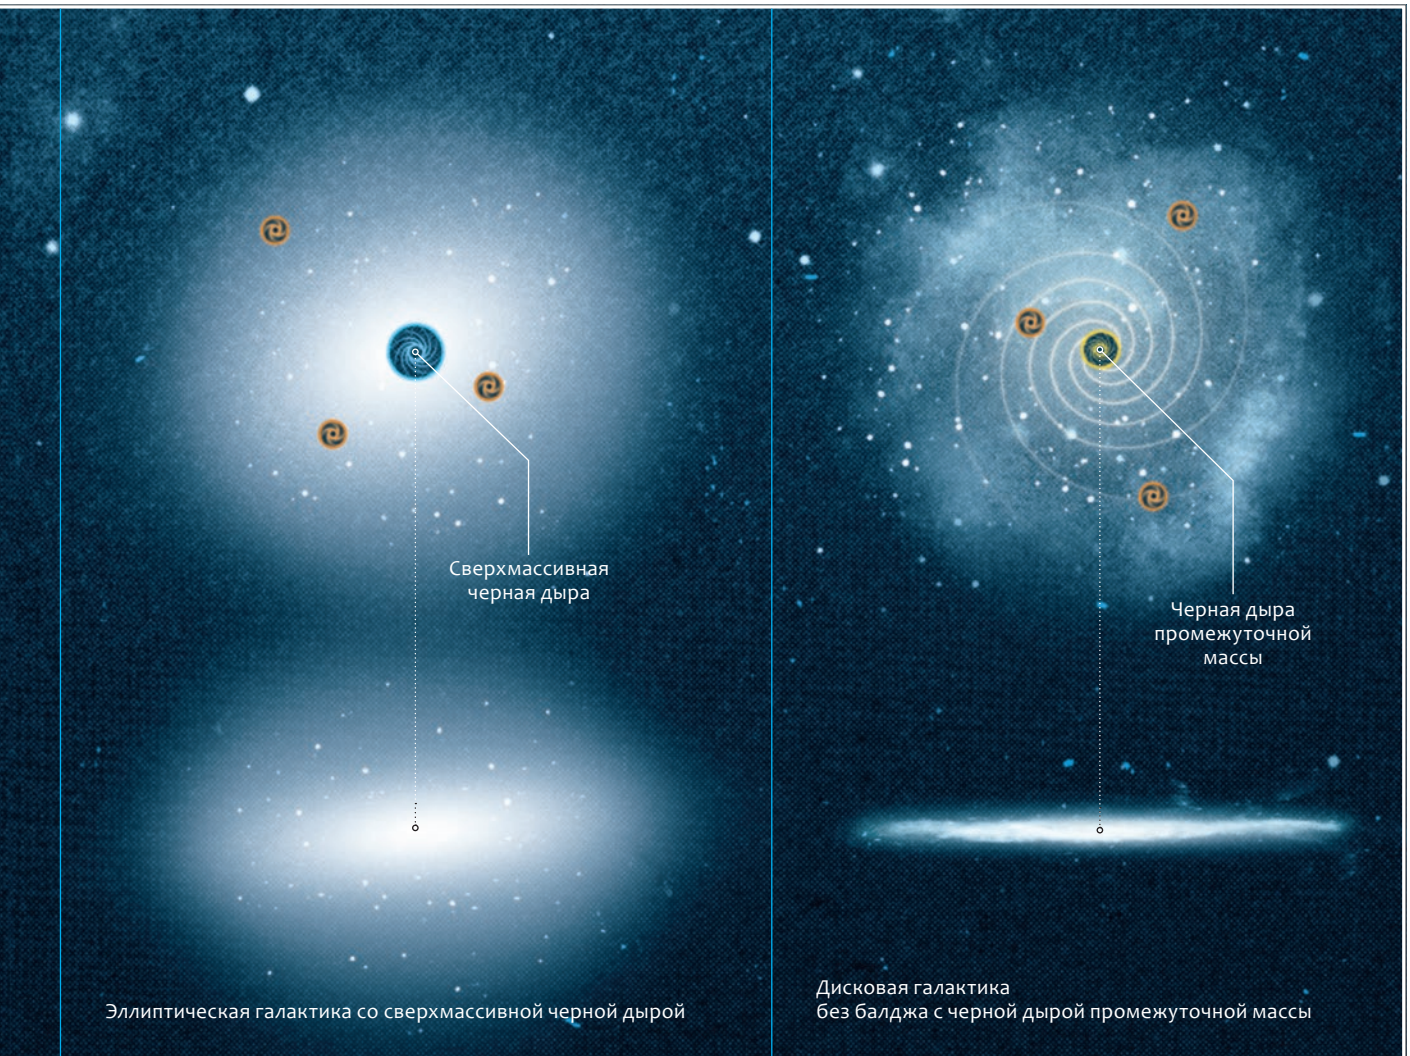 Сверхмассивная
черная дыра
Черная дыра
промежуточной
массы
Эллиптическая галактика со сверхмассивной черной дырой
Дисковая галактика
без балджа с черной дырой промежуточной массы